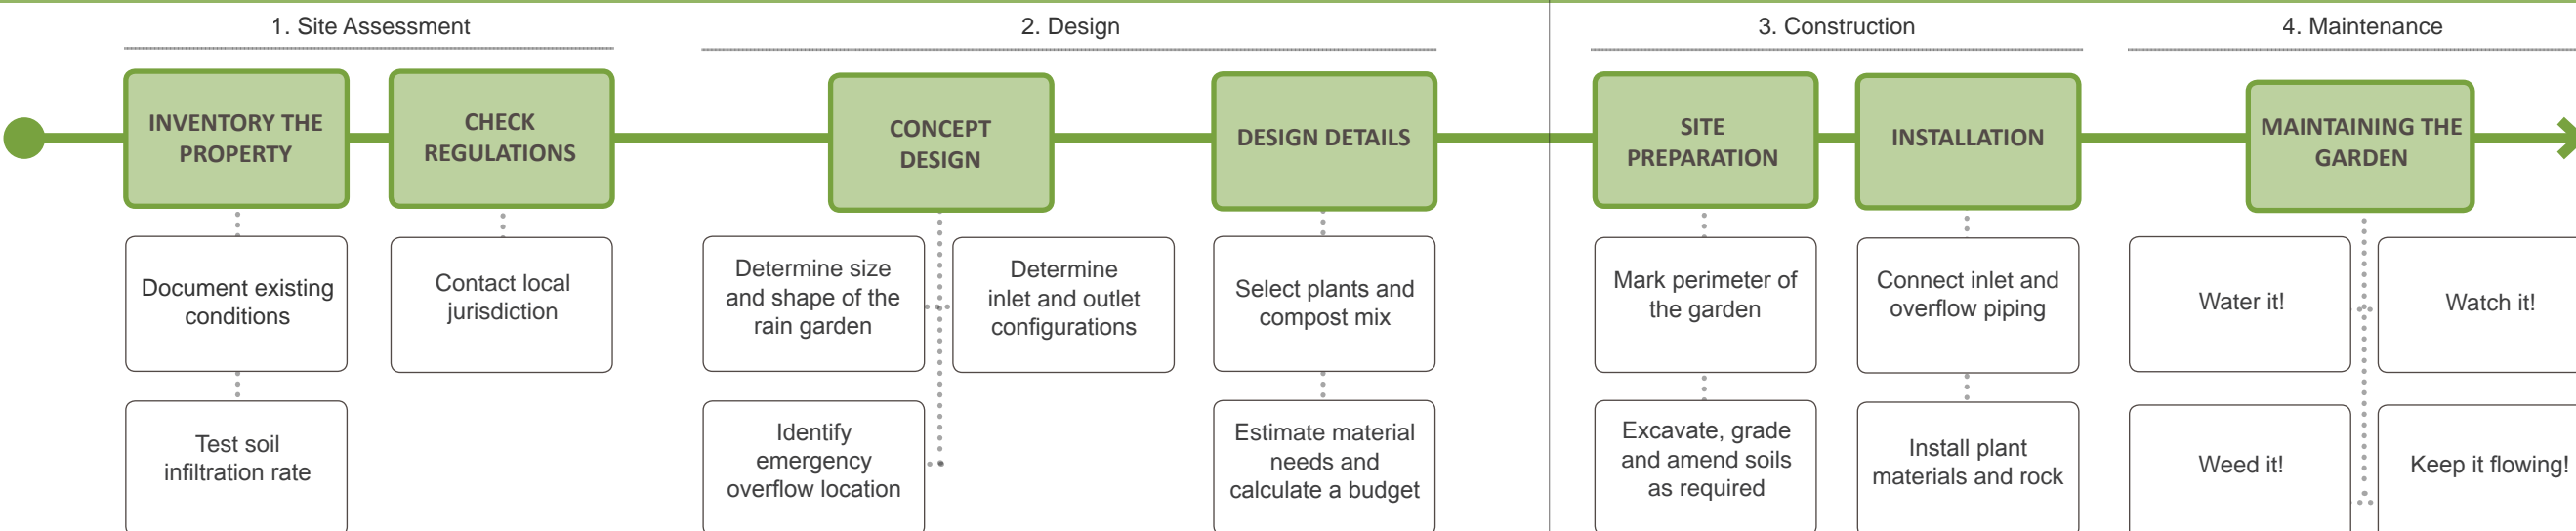 1. Site Assessment
2. Design
3. Construction
4. Maintenance
INVENTORY THE
PROPERTY
CHECK
REGULATIONS
CONCEPT
DESIGN
DESIGN DETAILS
SITE
PREPARATION
INSTALLATION
MAINTAINING THE
GARDEN
Document existing
conditions
Test soil
infiltration rate
Contact local
jurisdiction
Determine size
and shape of the
rain garden
Determine
inlet and outlet
configurations
Identify
emergency
overflow location
Select plants and
compost mix
Estimate material
needs and
calculate a budget
Mark perimeter of
the garden
Excavate, grade
and amend soils
as required
Connect inlet and
overflow piping
Install plant
materials and rock
Water it!
Watch it!
Weed it!
Keep it flowing!